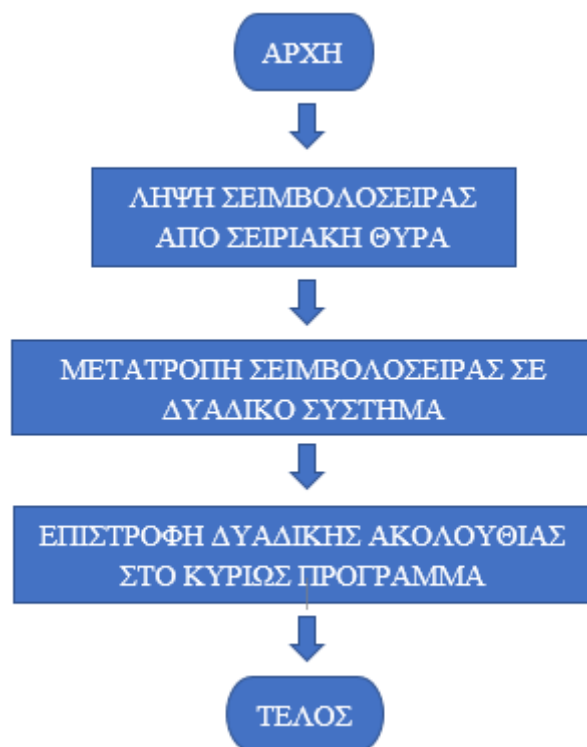 ΑΡΧΗ
ΛΗΨΗ ΣΕΙΜΒΟΛΟΣΕΙΡΑΣ
ΑΠΟ ΣΕΙΡΙΑΚΗ ΘΥΡΑ
ΜΕΤΑΤΡΟΠΗ ΣΕΙΜΒΟΛΟΣΕΙΡΑΣ ΣΕ
ΔΥΑΔΙΚΟ ΣΥΣΤΗΜΑ
ΕΠΙΣΤΡΟΦΗ ΔΥΑΔΙΚΗΣ ΑΚΟΛΟΥΘΙΑΣ
ΣΤΟ ΚΥΡΙΩΣ ΠΡΟΓΡΑΜΜΑ
ΤΕΛΟΣ